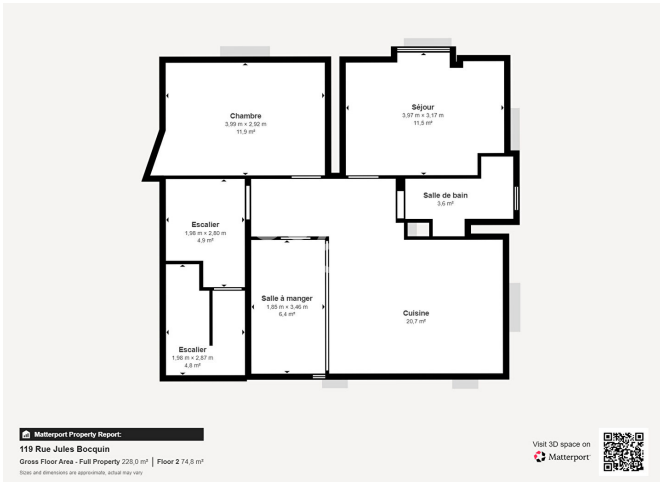 Chambre
3,99 m × 2,92 m
11,9 m²
Séjour
3,97 m × 3,17 m
11,5 m²
Salle de bain
3,6 m²
Escalier
1,98 m × 2,80 m
4,9 m²
Salle à manger
1,85 m × 3,46 m
6,4 m²
Cuisine
20,7 m²
Escalier
1,98 m × 2,87 m
4,8 m²
Matterport Property Report:
119 Rue Jules Bocquin
Gross Floor Area - Full Property 228,0 m² | Floor 2 74,8 m²
Sizes and dimensions are approximate, actual may vary.
Visit 3D space on
Matterport